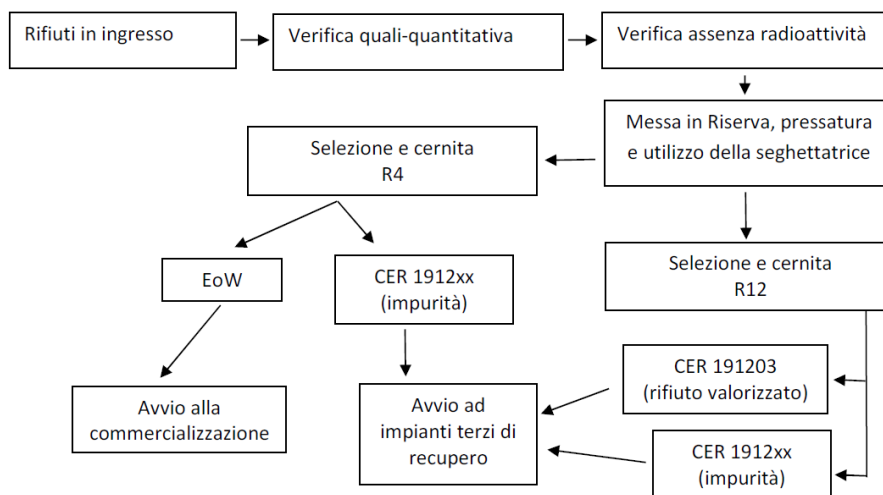 Rifiuti in ingresso
Verifica quali-quantitativa
Verifica assenza radioattività
Messa in Riserva, pressatura
e utilizzo della seghettatrice
Selezione e cernita
R4
Selezione e cernita
R12
EoW
CER 1912xx
(impurità)
CER 191203
(rifiuto valorizzato)
Avvio alla
commercializzazione
Avvio ad
impianti terzi di
recupero
CER 1912xx
(impurità)